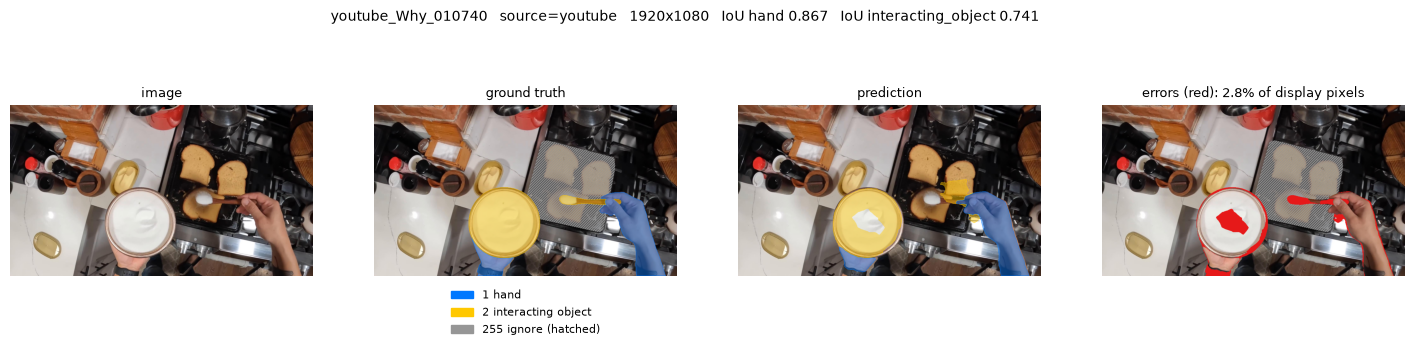 youtube_Why_010740   source=youtube   1920x1080   IoU hand 0.867   IoU interacting_object 0.741
image
ground truth
prediction
errors (red): 2.8% of display pixels
1 hand
2 interacting object
255 ignore (hatched)